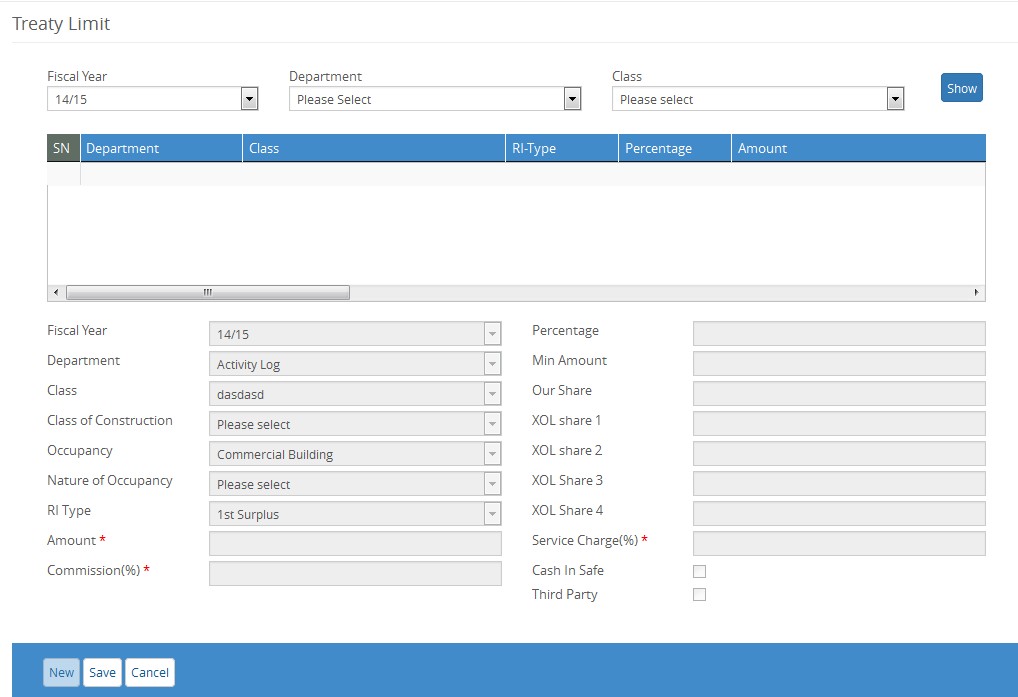 Treaty Limit
Fiscal Year Department Class
14/15 Please Select Please select Show
SN Department Class RI-Type Percentage Amount
Fiscal Year 14/15 Percentage
Department Activity Log Min Amount
Class dasdasd Our Share
Class of Construction Please select XOL share 1
Occupancy Commercial Building XOL share 2
Nature of Occupancy Please select XOL Share 3
RI Type 1st Surplus XOL Share 4
Amount * Service Charge(%) *
Commission(%) * Cash In Safe
Third Party
New Save Cancel